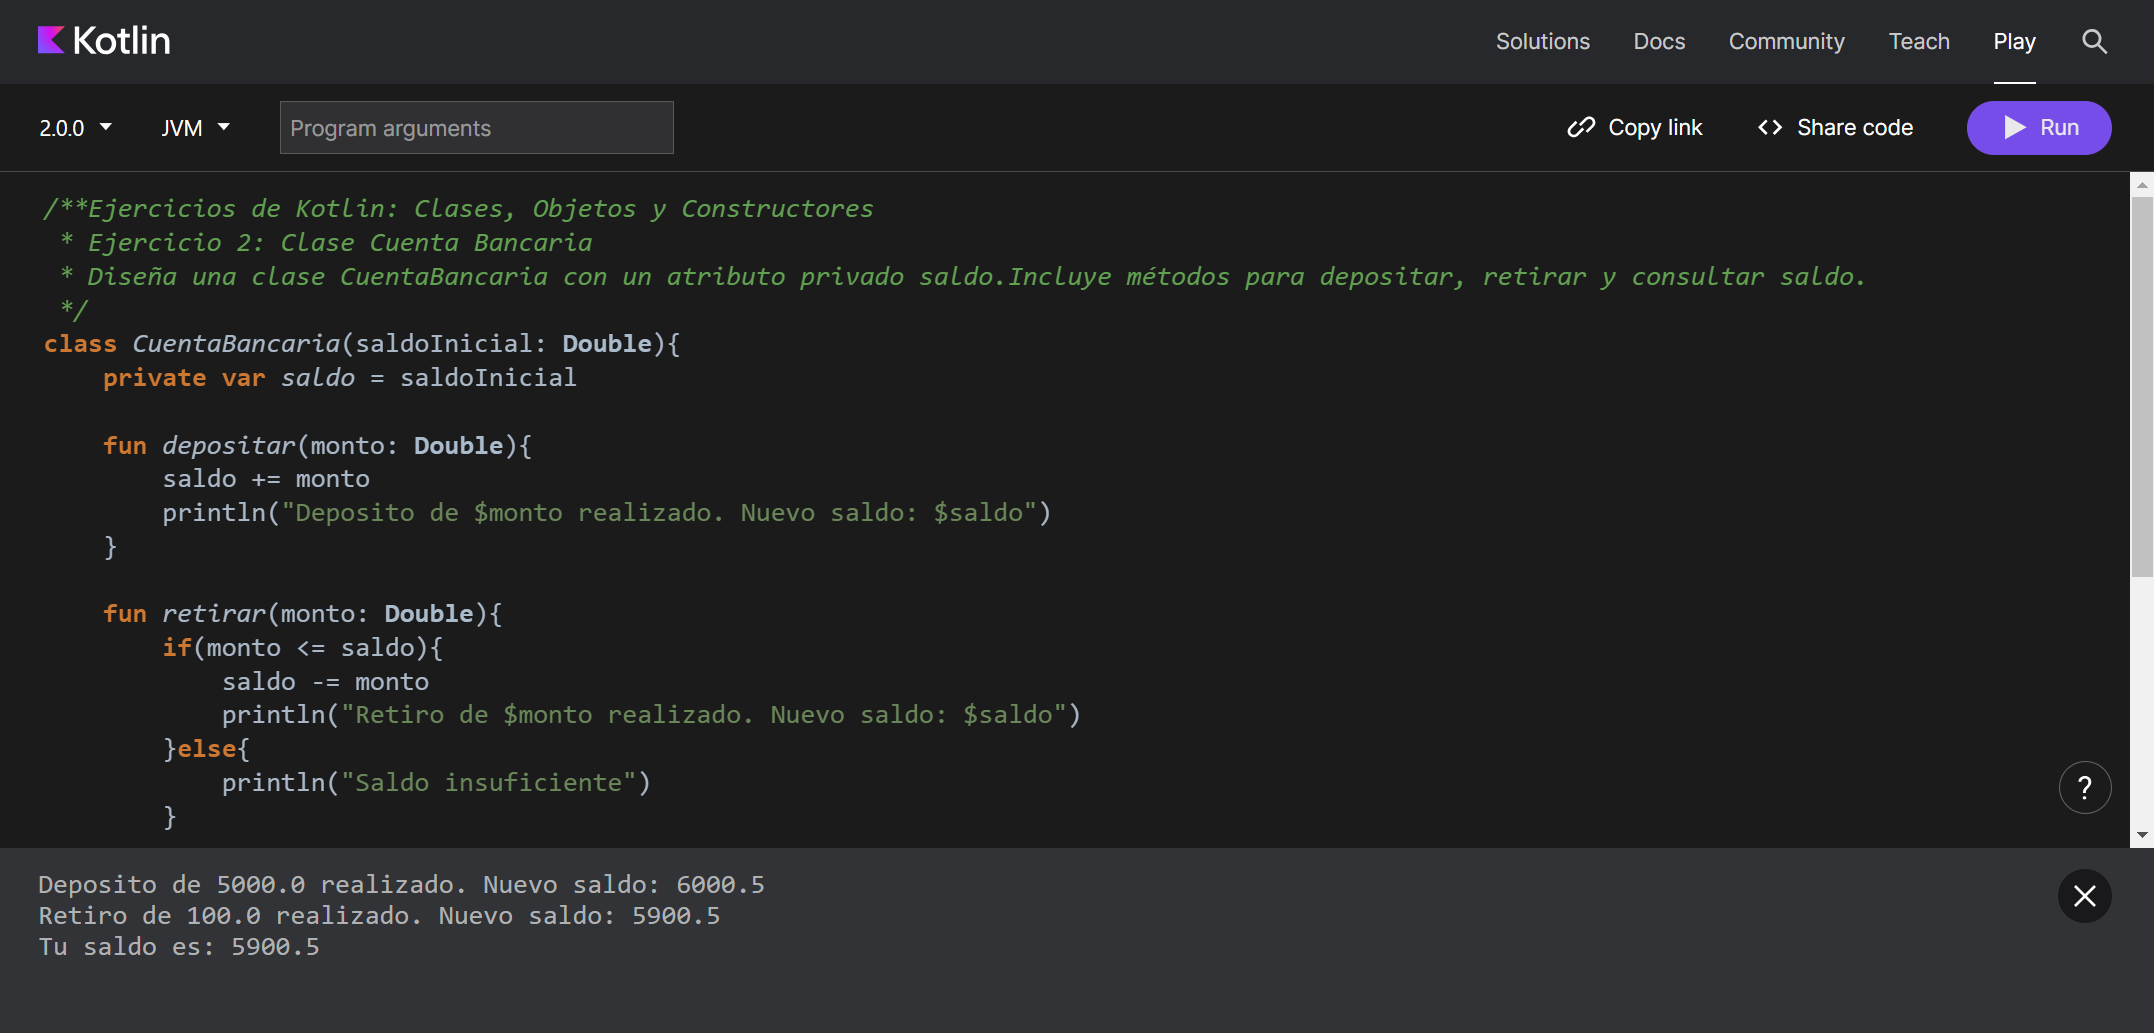 Kotlin
Solutions Docs Community Teach Play
2.0.0 JVM Program arguments Copy link <> Share code Run
/**Ejercicios de Kotlin: Clases, Objetos y Constructores
 * Ejercicio 2: Clase Cuenta Bancaria
 * Diseña una clase CuentaBancaria con un atributo privado saldo.Incluye métodos para depositar, retirar y consultar saldo.
 */
class CuentaBancaria(saldoInicial: Double){
    private var saldo = saldoInicial
    fun depositar(monto: Double){
        saldo += monto
        println("Deposito de $monto realizado. Nuevo saldo: $saldo")
    }
    fun retirar(monto: Double){
        if(monto <= saldo){
            saldo -= monto
            println("Retiro de $monto realizado. Nuevo saldo: $saldo")
        }else{
            println("Saldo insuficiente")
        }
?
Deposito de 5000.0 realizado. Nuevo saldo: 6000.5
Retiro de 100.0 realizado. Nuevo saldo: 5900.5
Tu saldo es: 5900.5